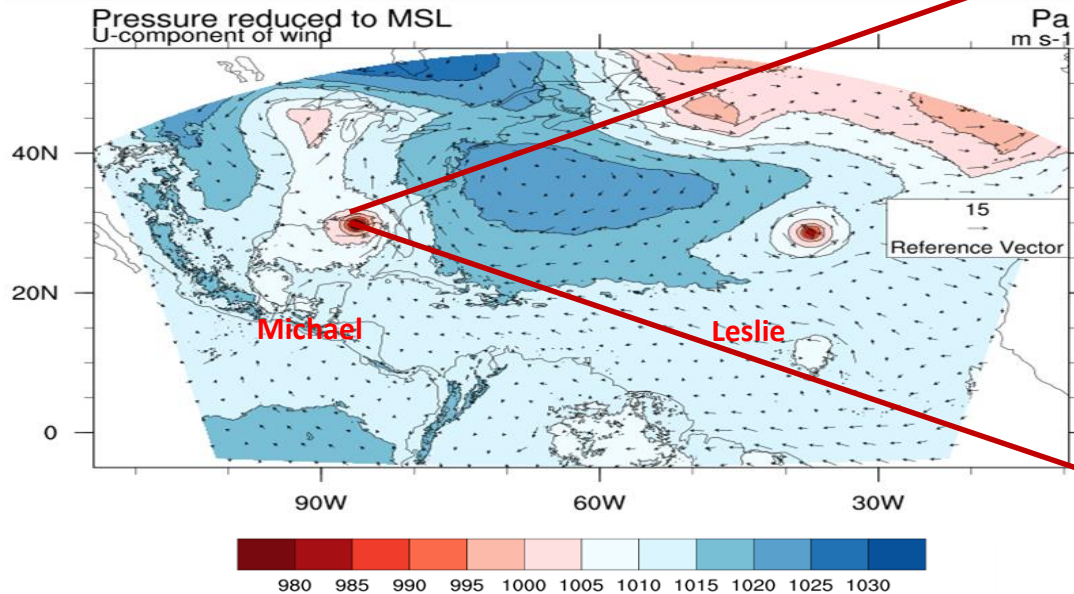 Pressure reduced to MSL Pa
U-component of wind m s-1
40N
20N
0
15
Reference Vector
Michael
Leslie
90W 60W 30W
980 985 990 995 1000 1005 1010 1015 1020 1025 1030